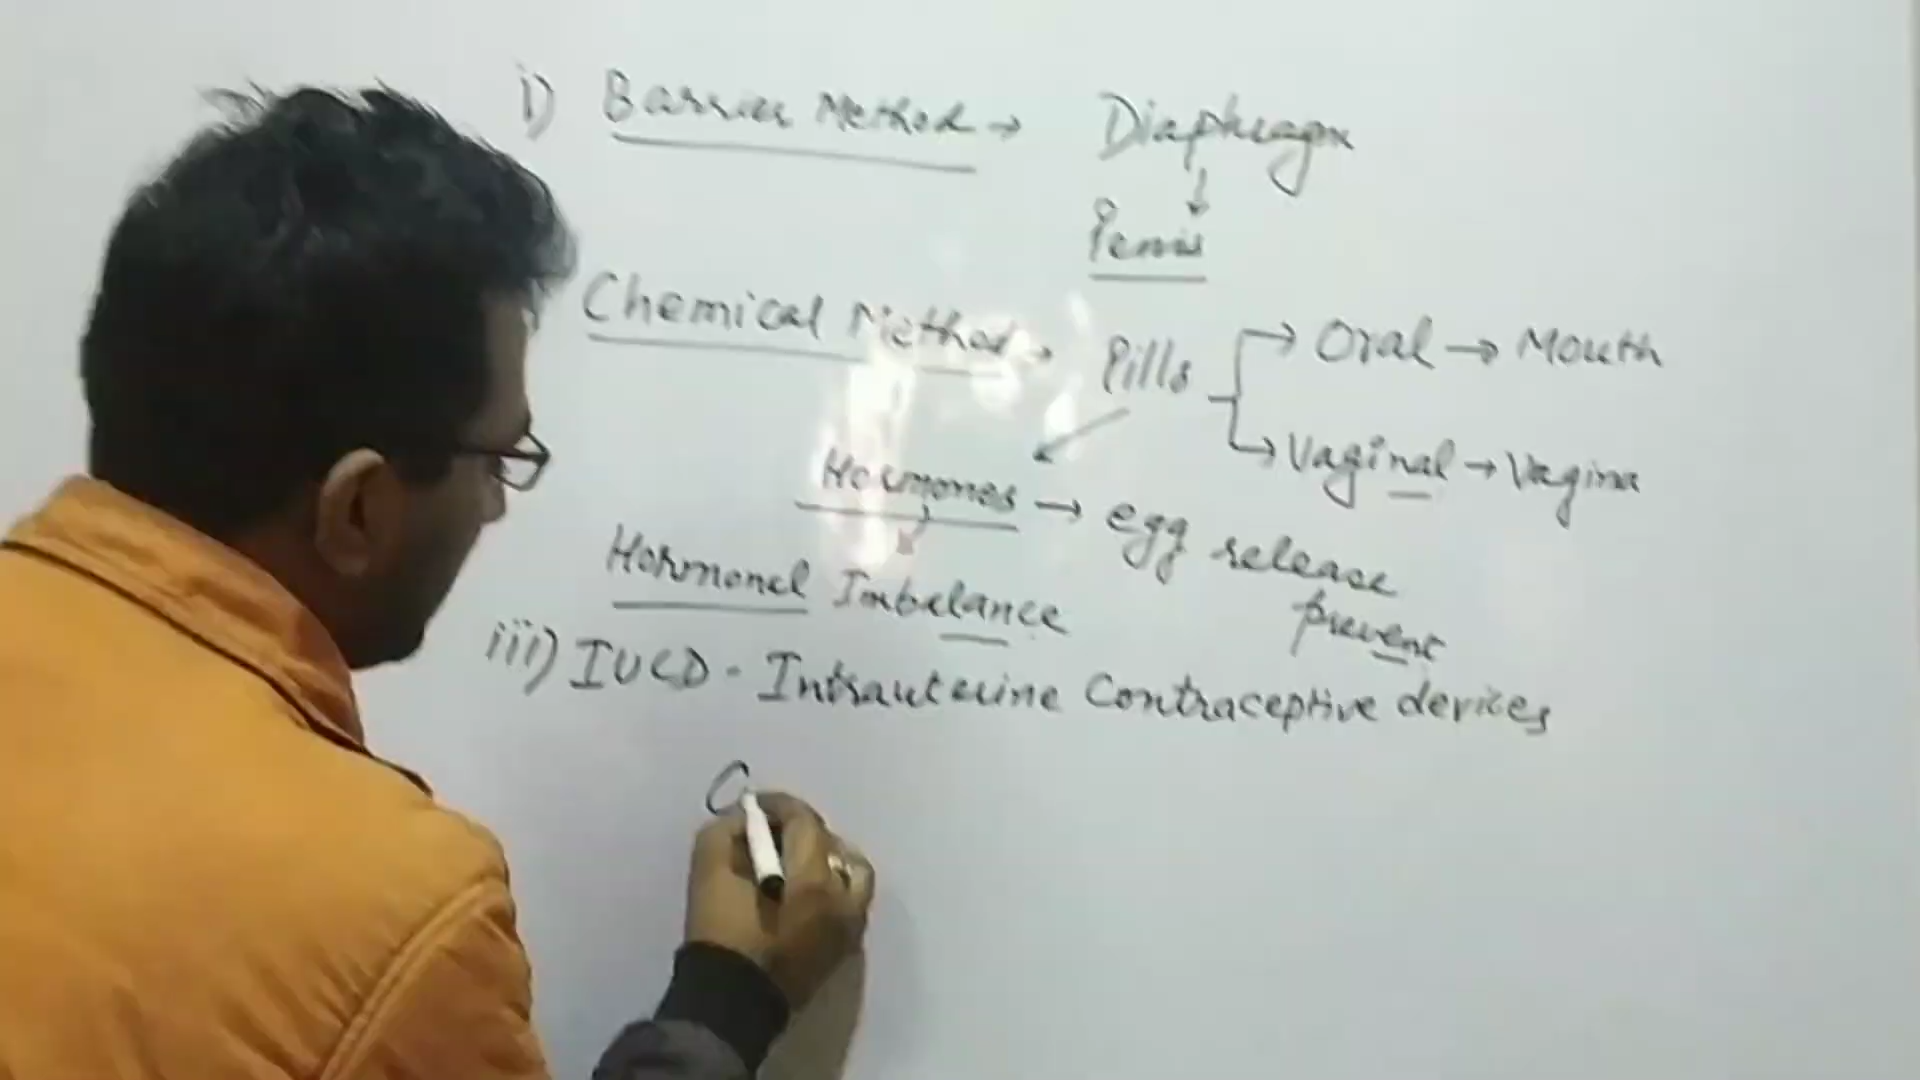 i) Barrier Method → Diaphragm
↓
Penis
Chemical Method → Pills → Oral → Mouth
→ Vaginal → Vagina
Hormones → egg release
prevent
Hormonal Imbalance
iii) IUCD - Intrauterine Contraceptive devices
C